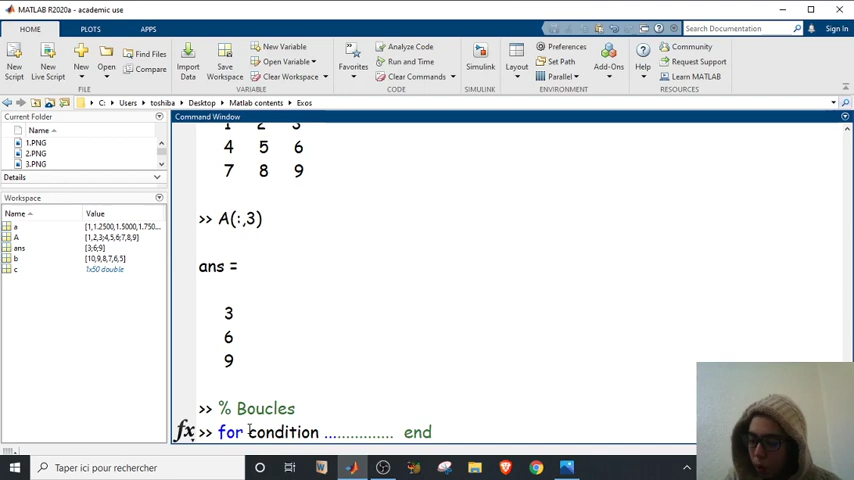 MATLAB R2020a - academic use
HOME PLOTS APPS
Search Documentation Sign In
New Script New Live Script New Open Find Files Compare Import Data Save Workspace New Variable Open Variable Clear Workspace Favorites Analyze Code Run and Time Clear Commands Simulink Layout Preferences Set Path Parallel Add-Ons Help Community Request Support Learn MATLAB
FILE VARIABLE CODE SIMULINK ENVIRONMENT RESOURCES
C: Users toshiba Desktop Matlab contents Exos
Current Folder
Name
1.PNG
2.PNG
3.PNG
Details
Workspace
Name Value
a [1,1.2500,1.5000,1.750...
A [1,2,3;4,5,6;7,8,9]
ans [3;6;9]
b [10,9,8,7,6,5]
c 1x50 double
Command Window
1 2 3
4 5 6
7 8 9
>> A(:,3)
ans =
3
6
9
>> % Boucles
fx >> for condition ................ end
Taper ici pour rechercher